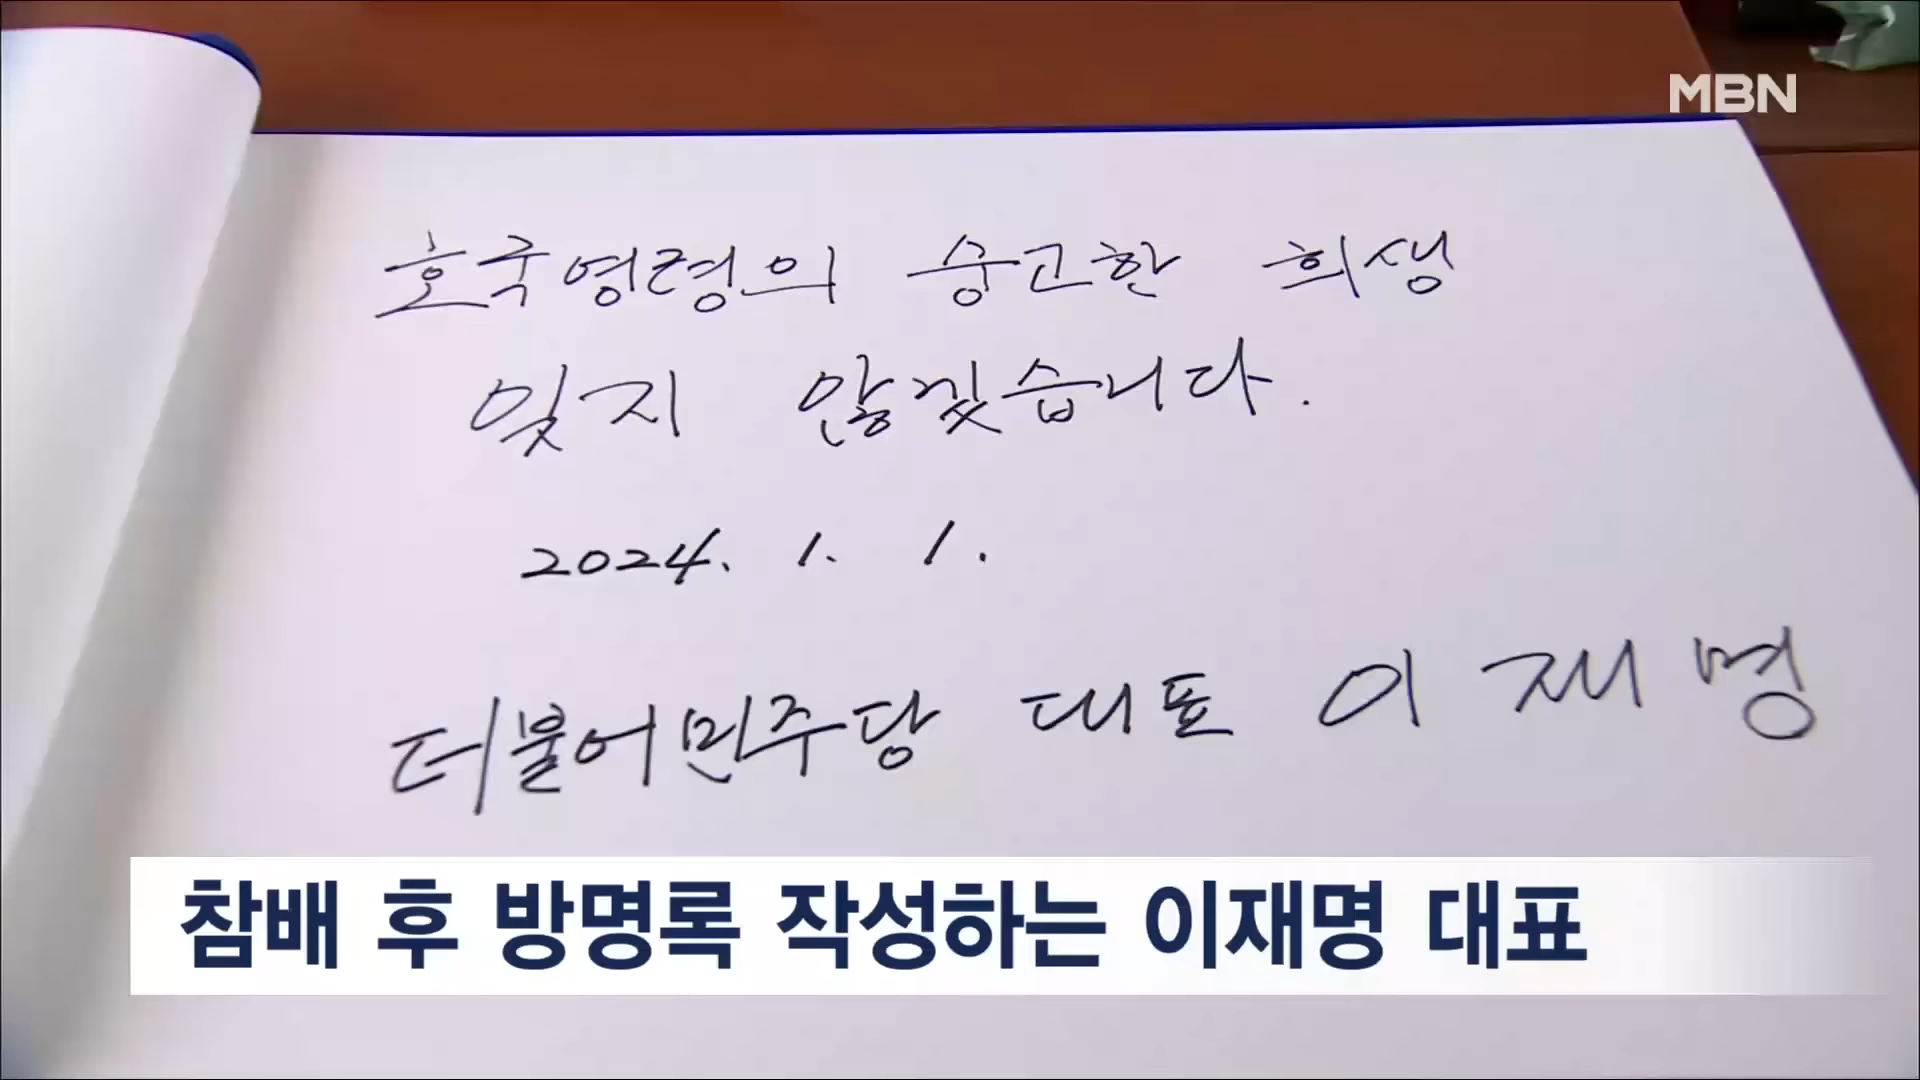 MBN
호국영령의 숭고한 희생
잊지 않겠습니다.
2024. 1. 1.
더불어민주당 대표 이재명
참배 후 방명록 작성하는 이재명 대표